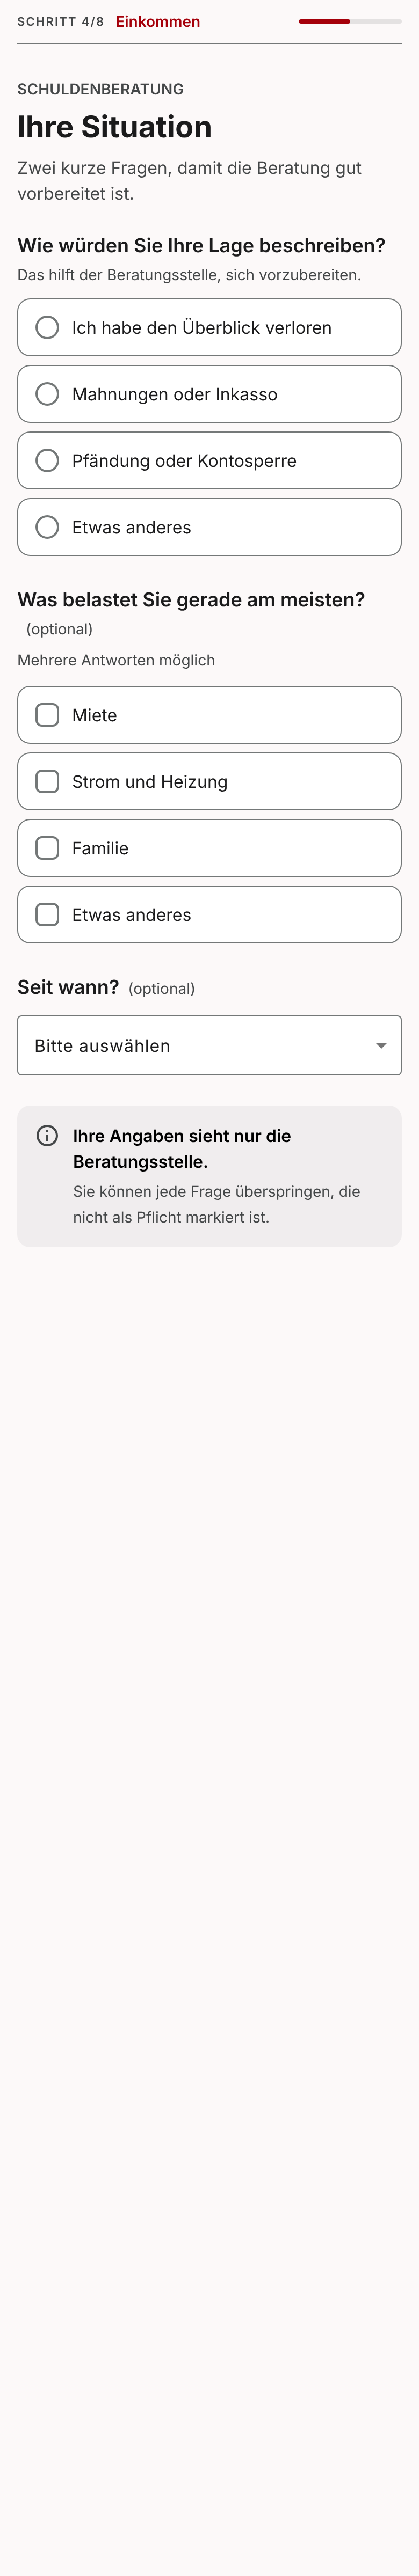 SCHRITT 4/8 Einkommen
SCHULDENBERATUNG
Ihre Situation
Zwei kurze Fragen, damit die Beratung gut
vorbereitet ist.
Wie würden Sie Ihre Lage beschreiben?
Das hilft der Beratungsstelle, sich vorzubereiten.
Ich habe den Überblick verloren
Mahnungen oder Inkasso
Pfändung oder Kontosperre
Etwas anderes
Was belastet Sie gerade am meisten?
(optional)
Mehrere Antworten möglich
Miete
Strom und Heizung
Familie
Etwas anderes
Seit wann? (optional)
Bitte auswählen
Ihre Angaben sieht nur die
Beratungsstelle.
Sie können jede Frage überspringen, die
nicht als Pflicht markiert ist.